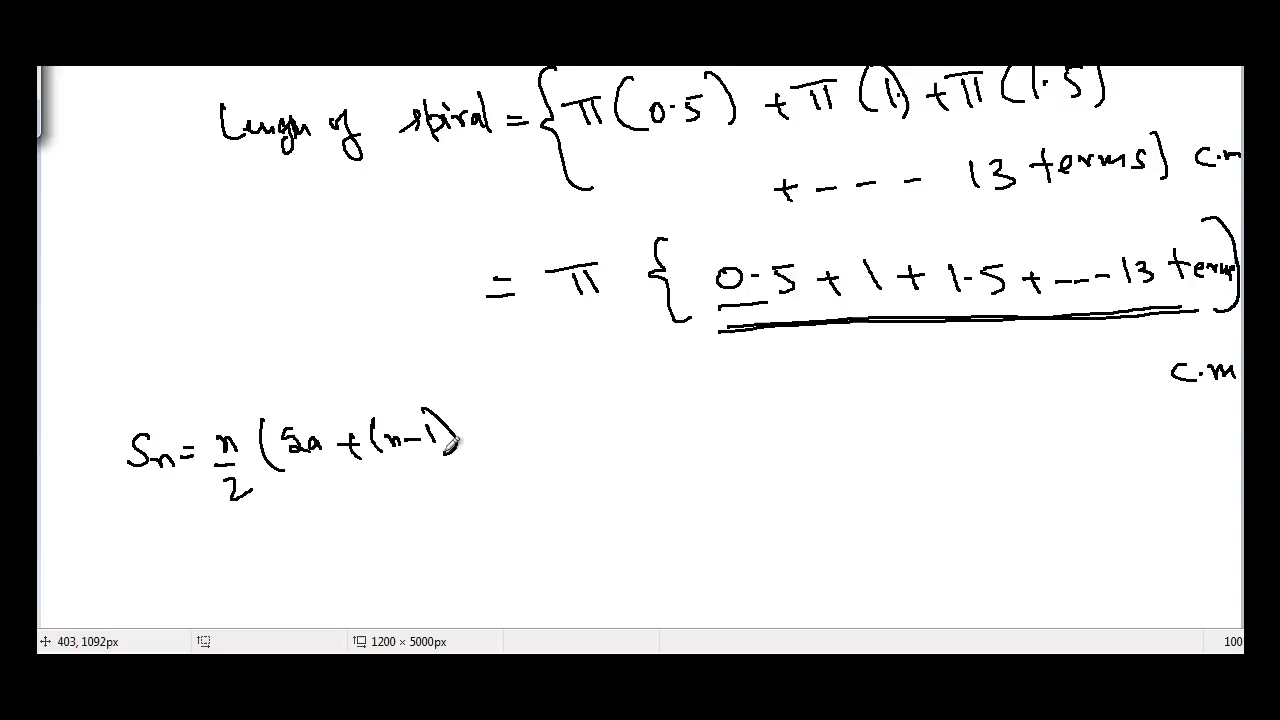 Length of spiral = { π (0.5) + π (1) + π (1.5)
+ - - - 13 terms } c.m
= π { 0.5 + 1 + 1.5 + --- 13 terms }
c.m
Sn = n/2 (2a + (n-1)
403, 1092px 1200 × 5000px 100